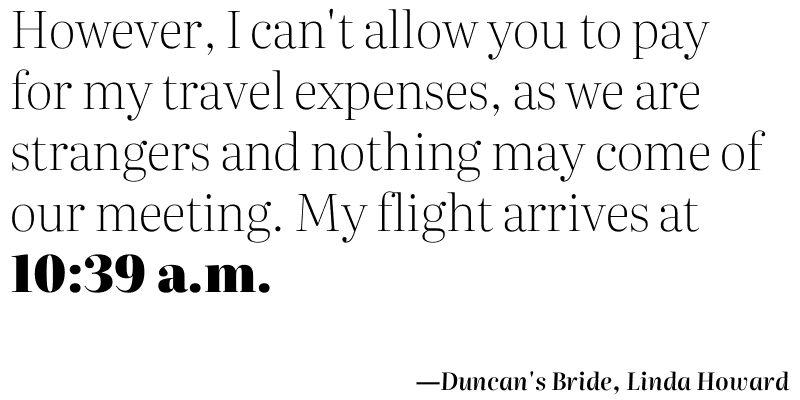 However, I can't allow you to pay
for my travel expenses, as we are
strangers and nothing may come of
our meeting. My flight arrives at
10:39 a.m.
—Duncan's Bride, Linda Howard